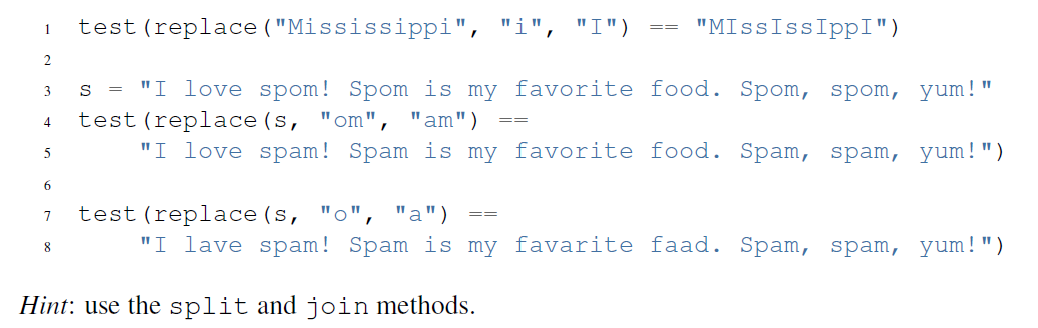 1 test(replace("Mississippi", "i", "I") == "MIssIssIppI")
2
3 s = "I love spom! Spom is my favorite food. Spom, spom, yum!"
4 test(replace(s, "om", "am") ==
5 "I love spam! Spam is my favorite food. Spam, spam, yum!")
6
7 test(replace(s, "o", "a") ==
8 "I lave spam! Spam is my favarite faad. Spam, spam, yum!")
Hint: use the split and join methods.